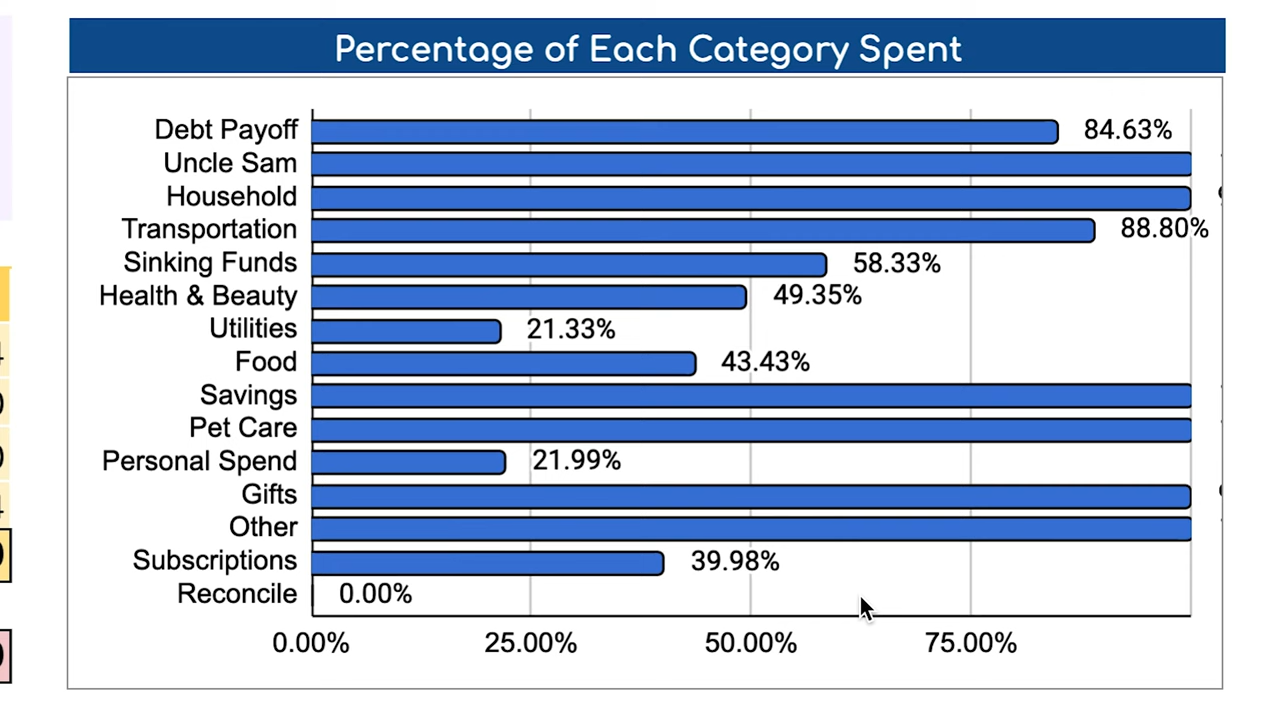 Percentage of Each Category Spent
Debt Payoff 84.63%
Uncle Sam
Household
Transportation 88.80%
Sinking Funds 58.33%
Health & Beauty 49.35%
Utilities 21.33%
Food 43.43%
Savings
Pet Care
Personal Spend 21.99%
Gifts
Other
Subscriptions 39.98%
Reconcile 0.00%
0.00% 25.00% 50.00% 75.00%